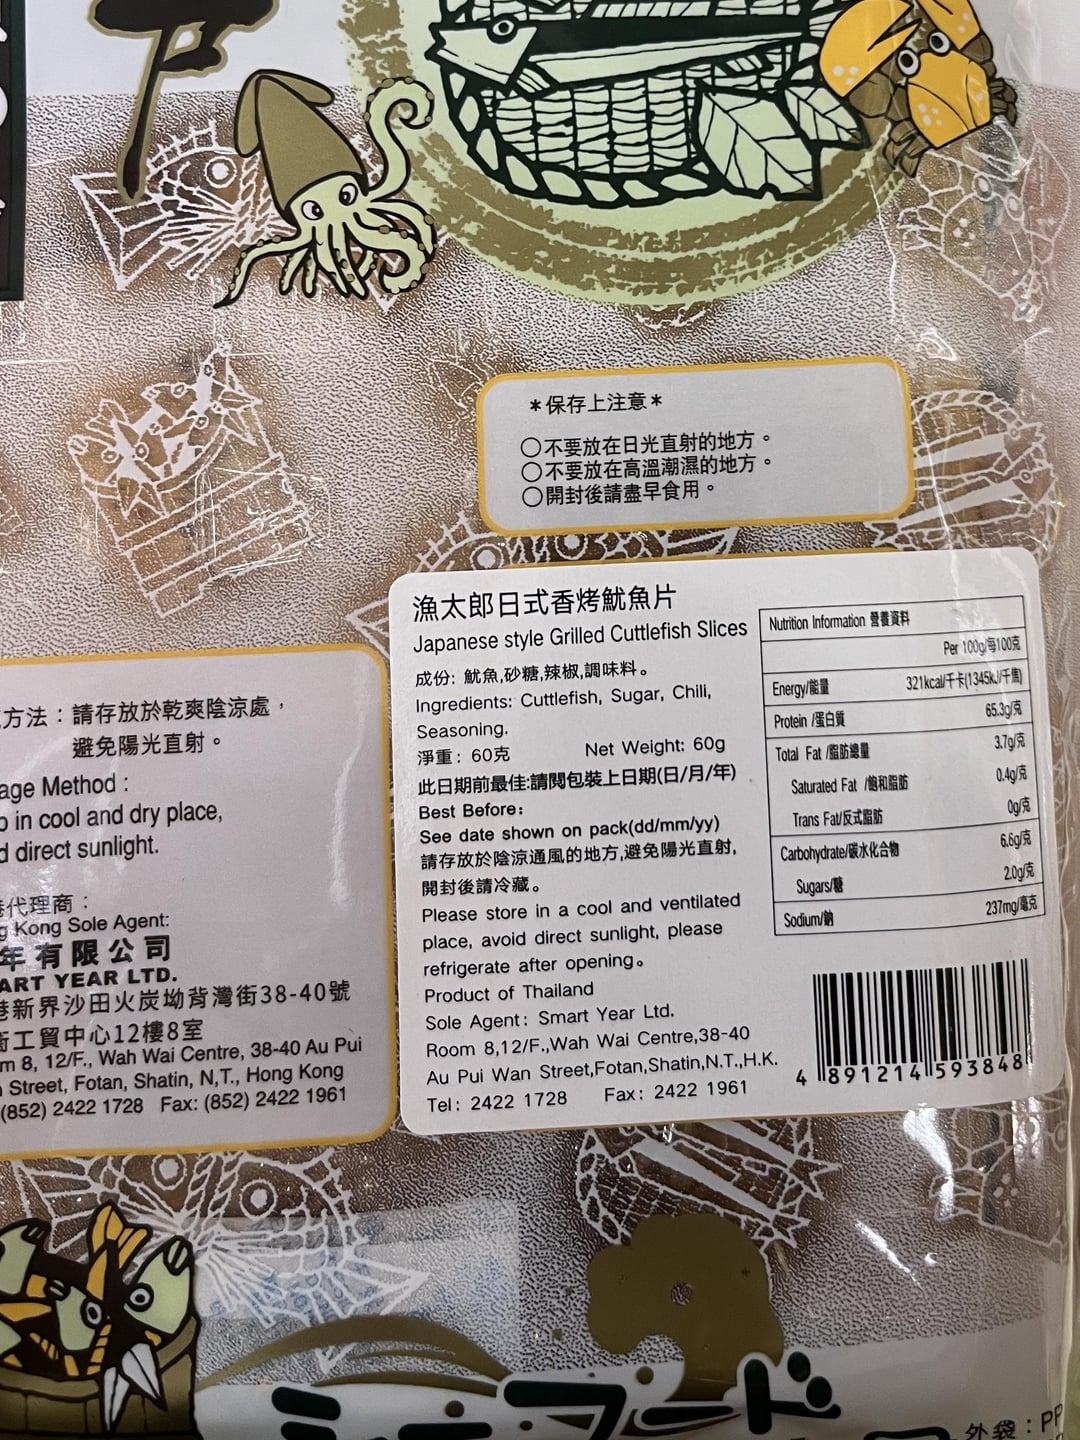 *保存上注意*
○不要放在日光直射的地方。
○不要放在高溫潮濕的地方。
○開封後請盡早食用。
方法：請存放於乾爽陰涼處，
避免陽光直射。
age Method :
in cool and dry place,
d direct sunlight.
代理商：
g Kong Sole Agent:
年有限公司
ART YEAR LTD.
港新界沙田火炭坳背灣街38-40號
工貿中心12樓8室
m 8, 12/F., Wah Wai Centre, 38-40 Au Pui
Street, Fotan, Shatin, N,T., Hong Kong
(852) 2422 1728 Fax: (852) 2422 1961
漁太郎日式香烤魷魚片
Japanese style Grilled Cuttlefish Slices
成份: 魷魚,砂糖,辣椒,調味料。
Ingredients: Cuttlefish, Sugar, Chili,
Seasoning.
淨重: 60克 Net Weight: 60g
此日期前最佳:請閱包裝上日期(日/月/年)
Best Before:
See date shown on pack(dd/mm/yy)
請存放於陰涼通風的地方,避免陽光直射,
開封後請冷藏。
Please store in a cool and ventilated
place, avoid direct sunlight, please
refrigerate after opening。
Product of Thailand
Sole Agent: Smart Year Ltd.
Room 8,12/F.,Wah Wai Centre,38-40
Au Pui Wan Street,Fotan,Shatin,N.T.,H.K.
Tel: 2422 1728 Fax: 2422 1961
Nutrition Information 營養資料
Per 100g/每100克
Energy/能量 321kcal/千卡(1345kJ/千焦)
Protein /蛋白質 65.3g/克
Total Fat /脂肪總量 3.7g/克
Saturated Fat /飽和脂肪 0.4g/克
Trans Fat/反式脂肪 0g/克
Carbohydrate/碳水化合物 6.6g/克
Sugars/糖 2.0g/克
Sodium/鈉 237mg/毫克
4 891214 593848
シーフード
外袋：PP